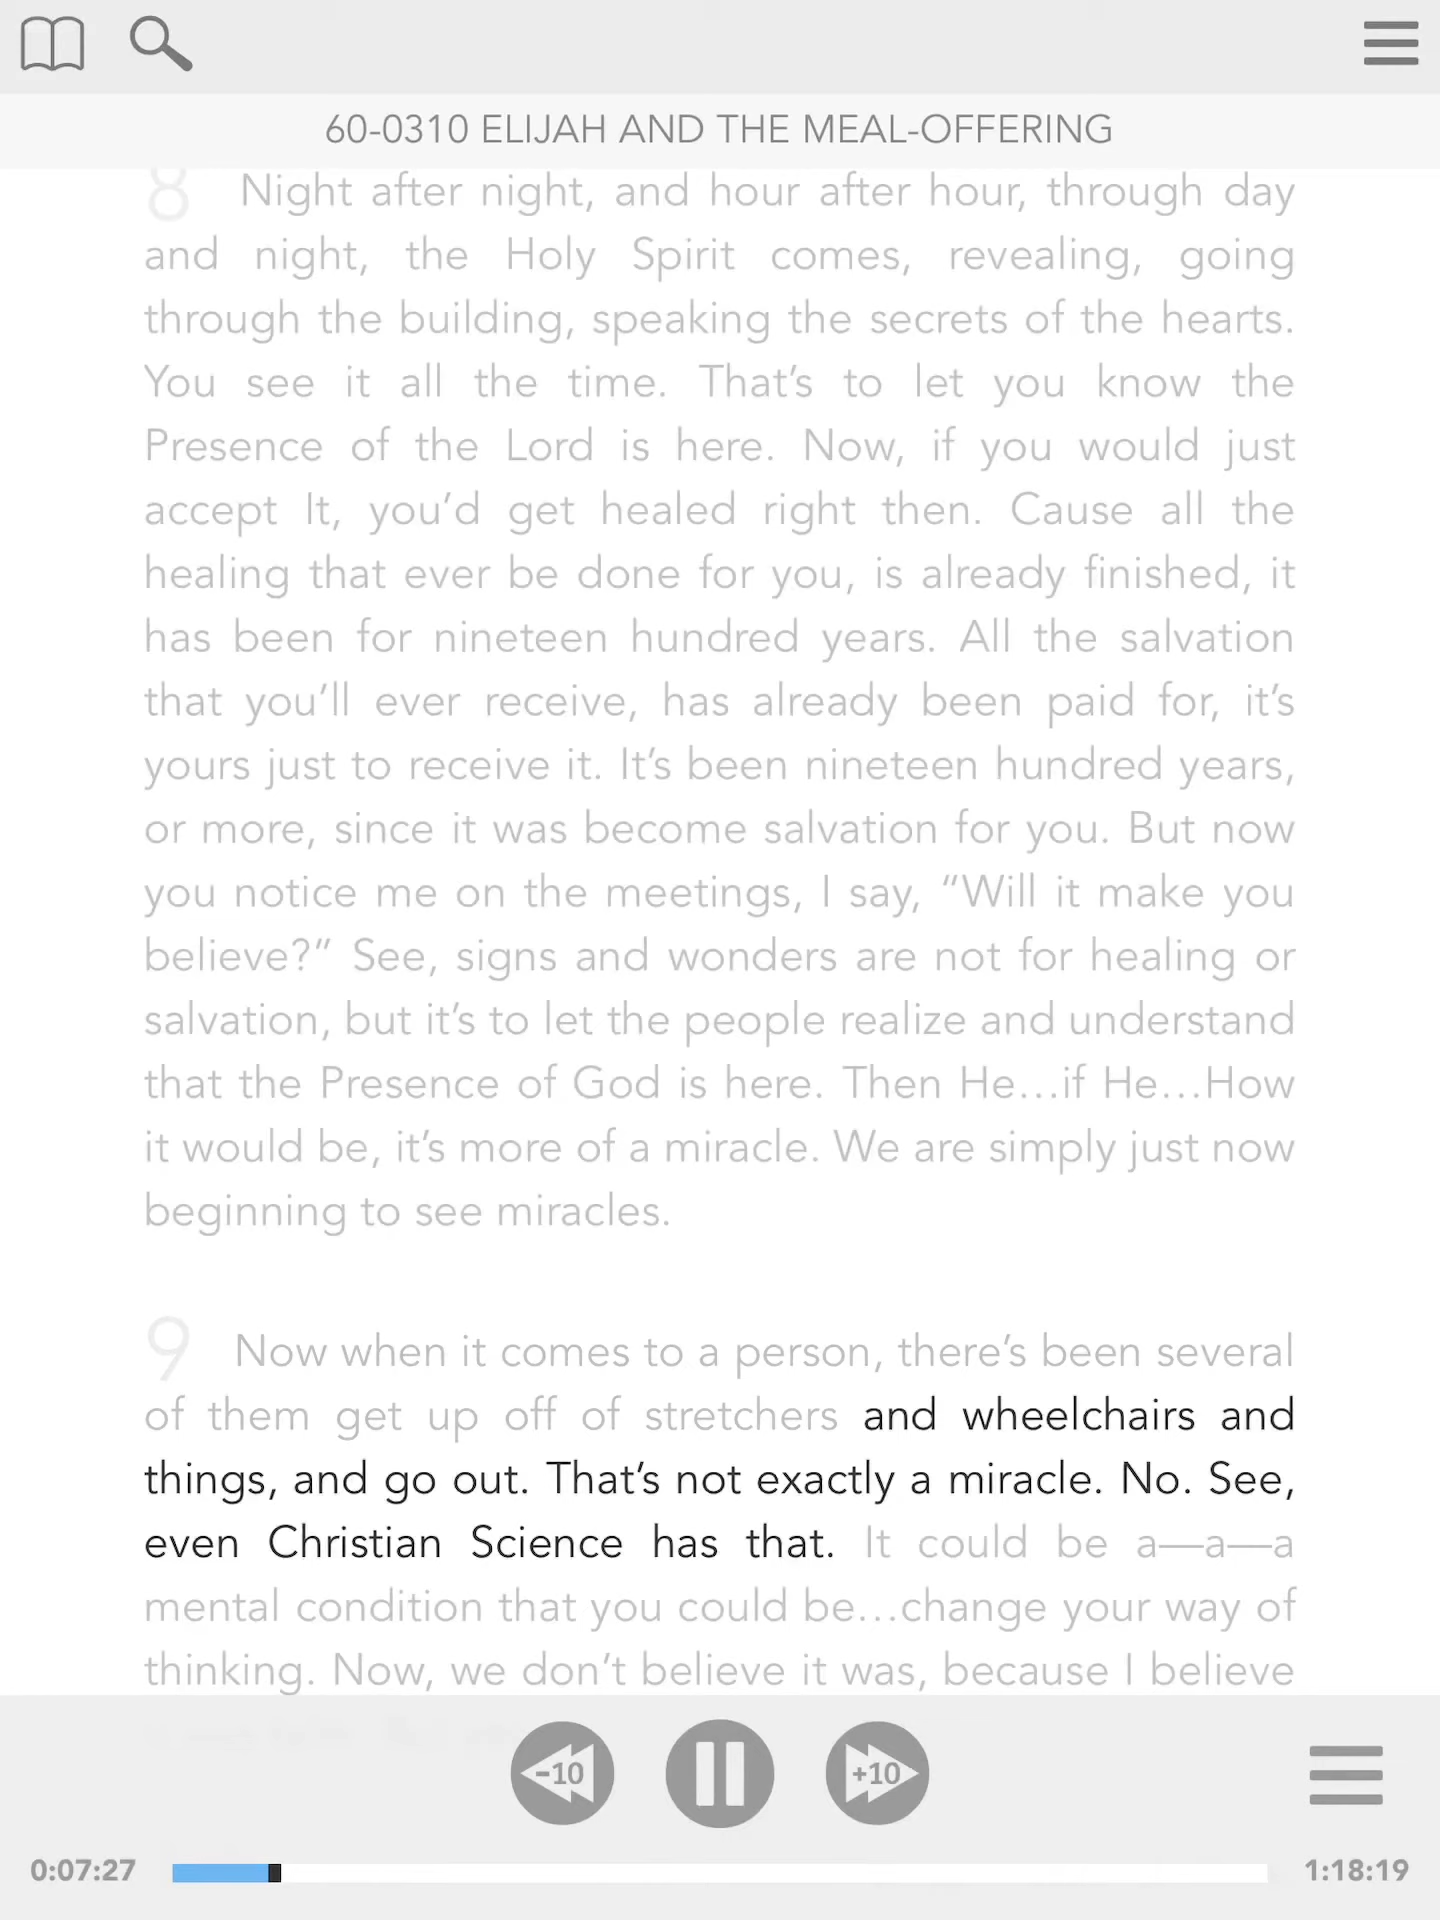 60-0310 ELIJAH AND THE MEAL-OFFERING
8 Night after night, and hour after hour, through day
and night, the Holy Spirit comes, revealing, going
through the building, speaking the secrets of the hearts.
You see it all the time. That’s to let you know the
Presence of the Lord is here. Now, if you would just
accept It, you’d get healed right then. Cause all the
healing that ever be done for you, is already finished, it
has been for nineteen hundred years. All the salvation
that you’ll ever receive, has already been paid for, it’s
yours just to receive it. It’s been nineteen hundred years,
or more, since it was become salvation for you. But now
you notice me on the meetings, I say, “Will it make you
believe?” See, signs and wonders are not for healing or
salvation, but it’s to let the people realize and understand
that the Presence of God is here. Then He…if He…How
it would be, it’s more of a miracle. We are simply just now
beginning to see miracles.
9 Now when it comes to a person, there’s been several
of them get up off of stretchers and wheelchairs and
things, and go out. That’s not exactly a miracle. No. See,
even Christian Science has that. It could be a—a—a
mental condition that you could be…change your way of
thinking. Now, we don’t believe it was, because I believe
-10 +10
0:07:27 1:18:19